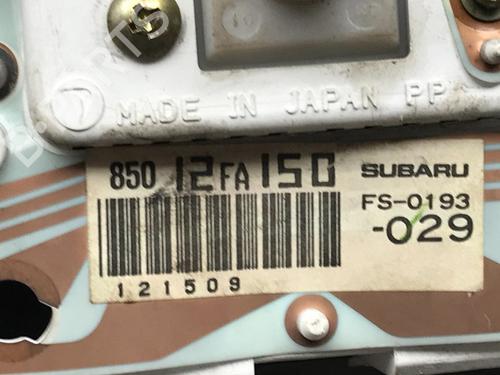 MADE IN JAPAN PP
850 12FA150 SUBARU
FS-0193
-029
121509